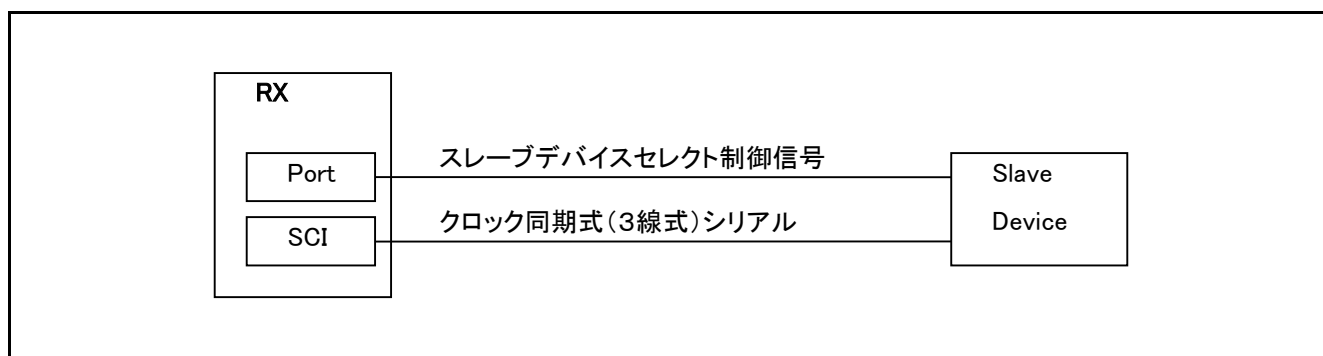 RX
Port
スレーブデバイスセレクト制御信号
Slave
Device
SCI
クロック同期式(3線式)シリアル